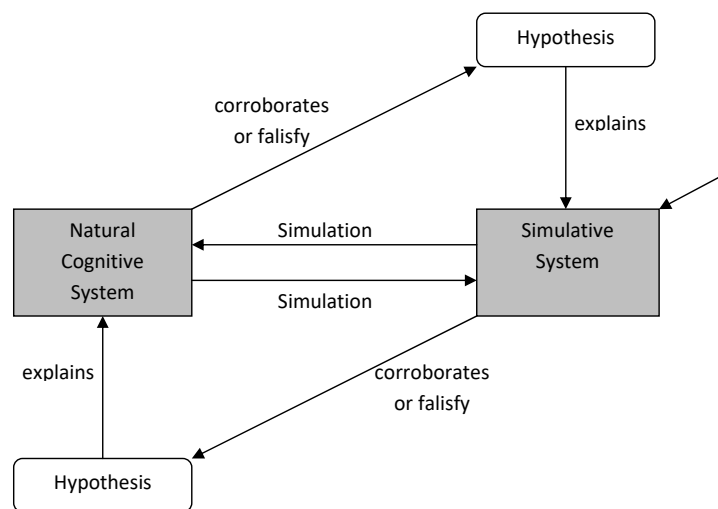 Hypothesis
corroborates
or falisfy
explains
Natural
Cognitive
System
Simulation
Simulative
System
Simulation
explains
corroborates
or falisfy
Hypothesis